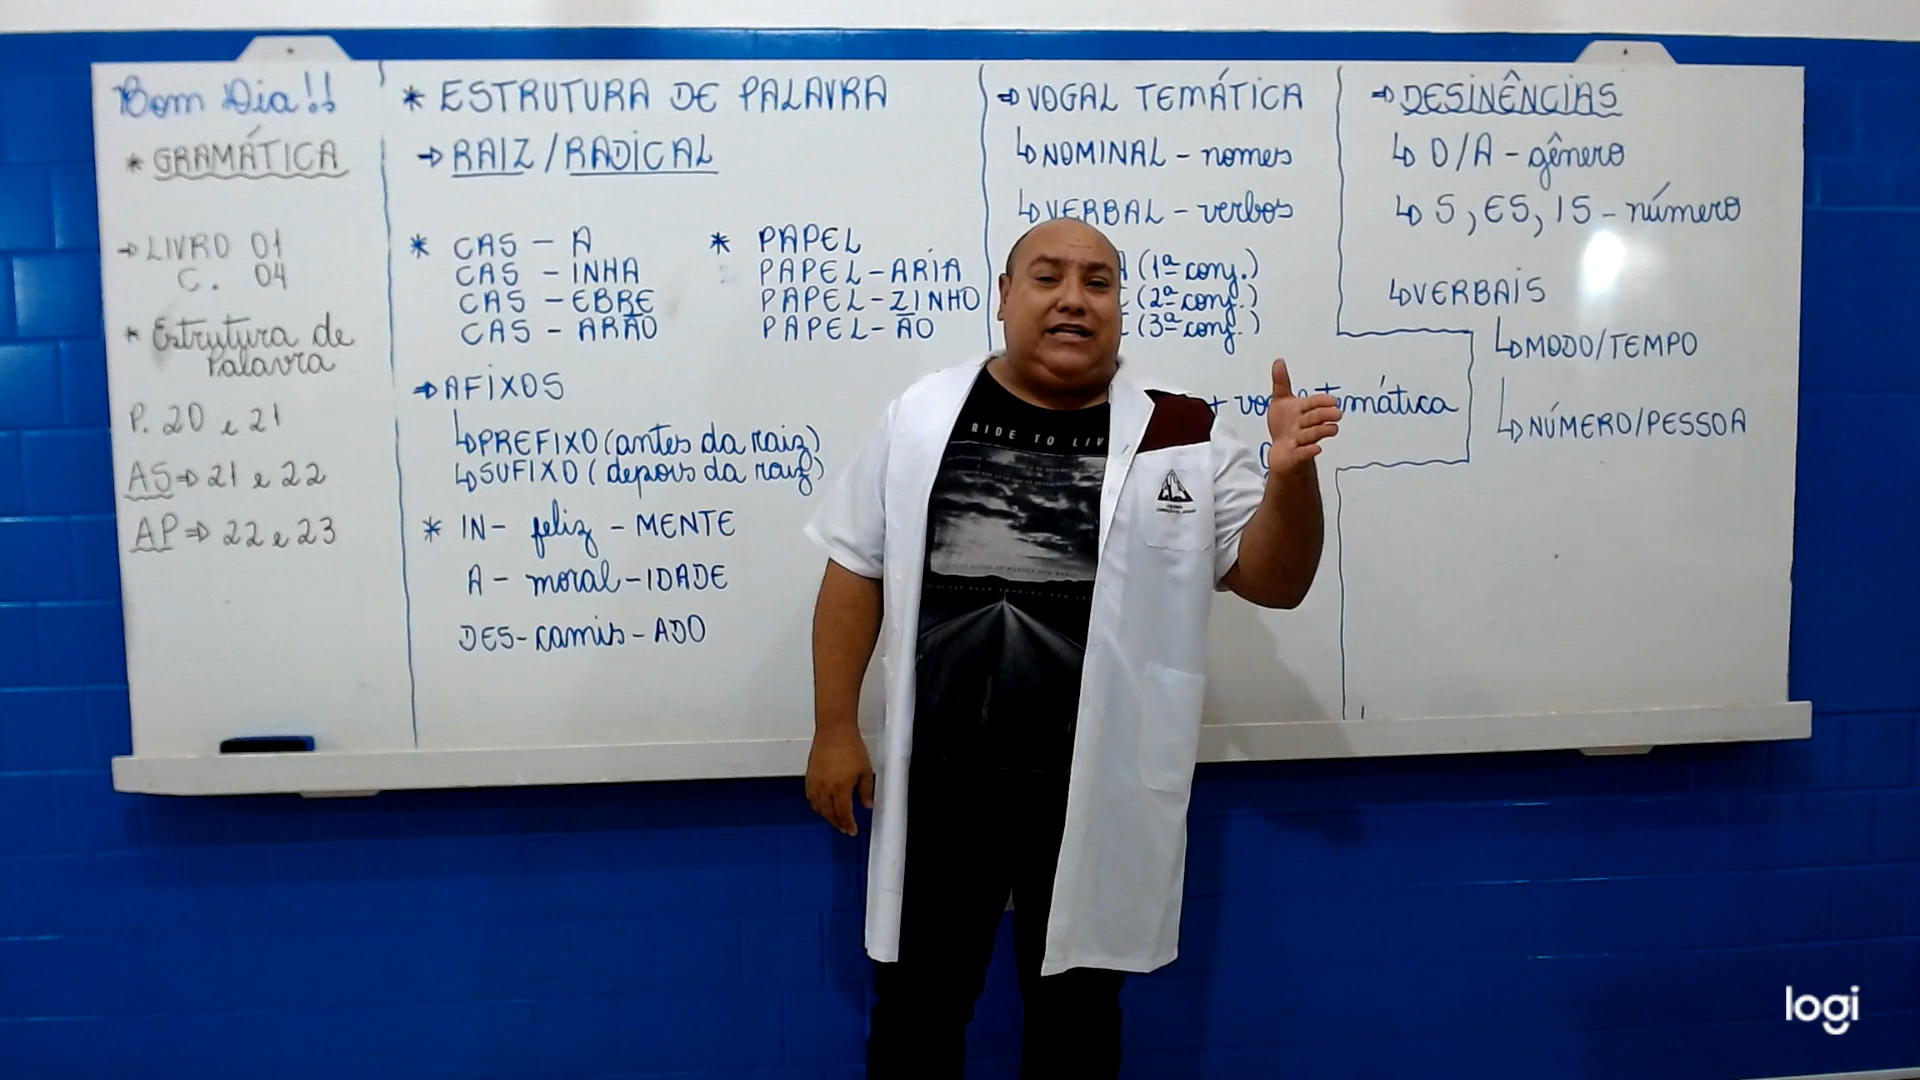 Bom Dia!!
* GRAMÁTICA
→ LIVRO 01
C. 04
* Estrutura de
Palavra
P. 20 e 21
AS ⇒ 21 e 22
AP ⇒ 22 e 23
* ESTRUTURA DE PALAVRA
→ RAIZ / RADICAL
* CAS - A
CAS - INHA
CAS - EBRE
CAS - ARÃO
* PAPEL
PAPEL-ARIA
PAPEL-ZINHO
PAPEL-ÃO
→ AFIXOS
↳ PREFIXO (antes da raiz)
↳ SUFIXO (depois da raiz)
* IN- feliz - MENTE
A - moral - IDADE
DES- camis - ADO
⇒ VOGAL TEMÁTICA
↳ NOMINAL - nomes
↳ VERBAL - verbos
(1ª conj.)
(2ª conj.)
(3ª conj.)
+ temática
→ DESINÊNCIAS
↳ O/A - gênero
↳ S, ES, IS - número
↳ VERBAIS
↳ MODO/TEMPO
↳ NÚMERO/PESSOA
RIDE TO LIV
logi